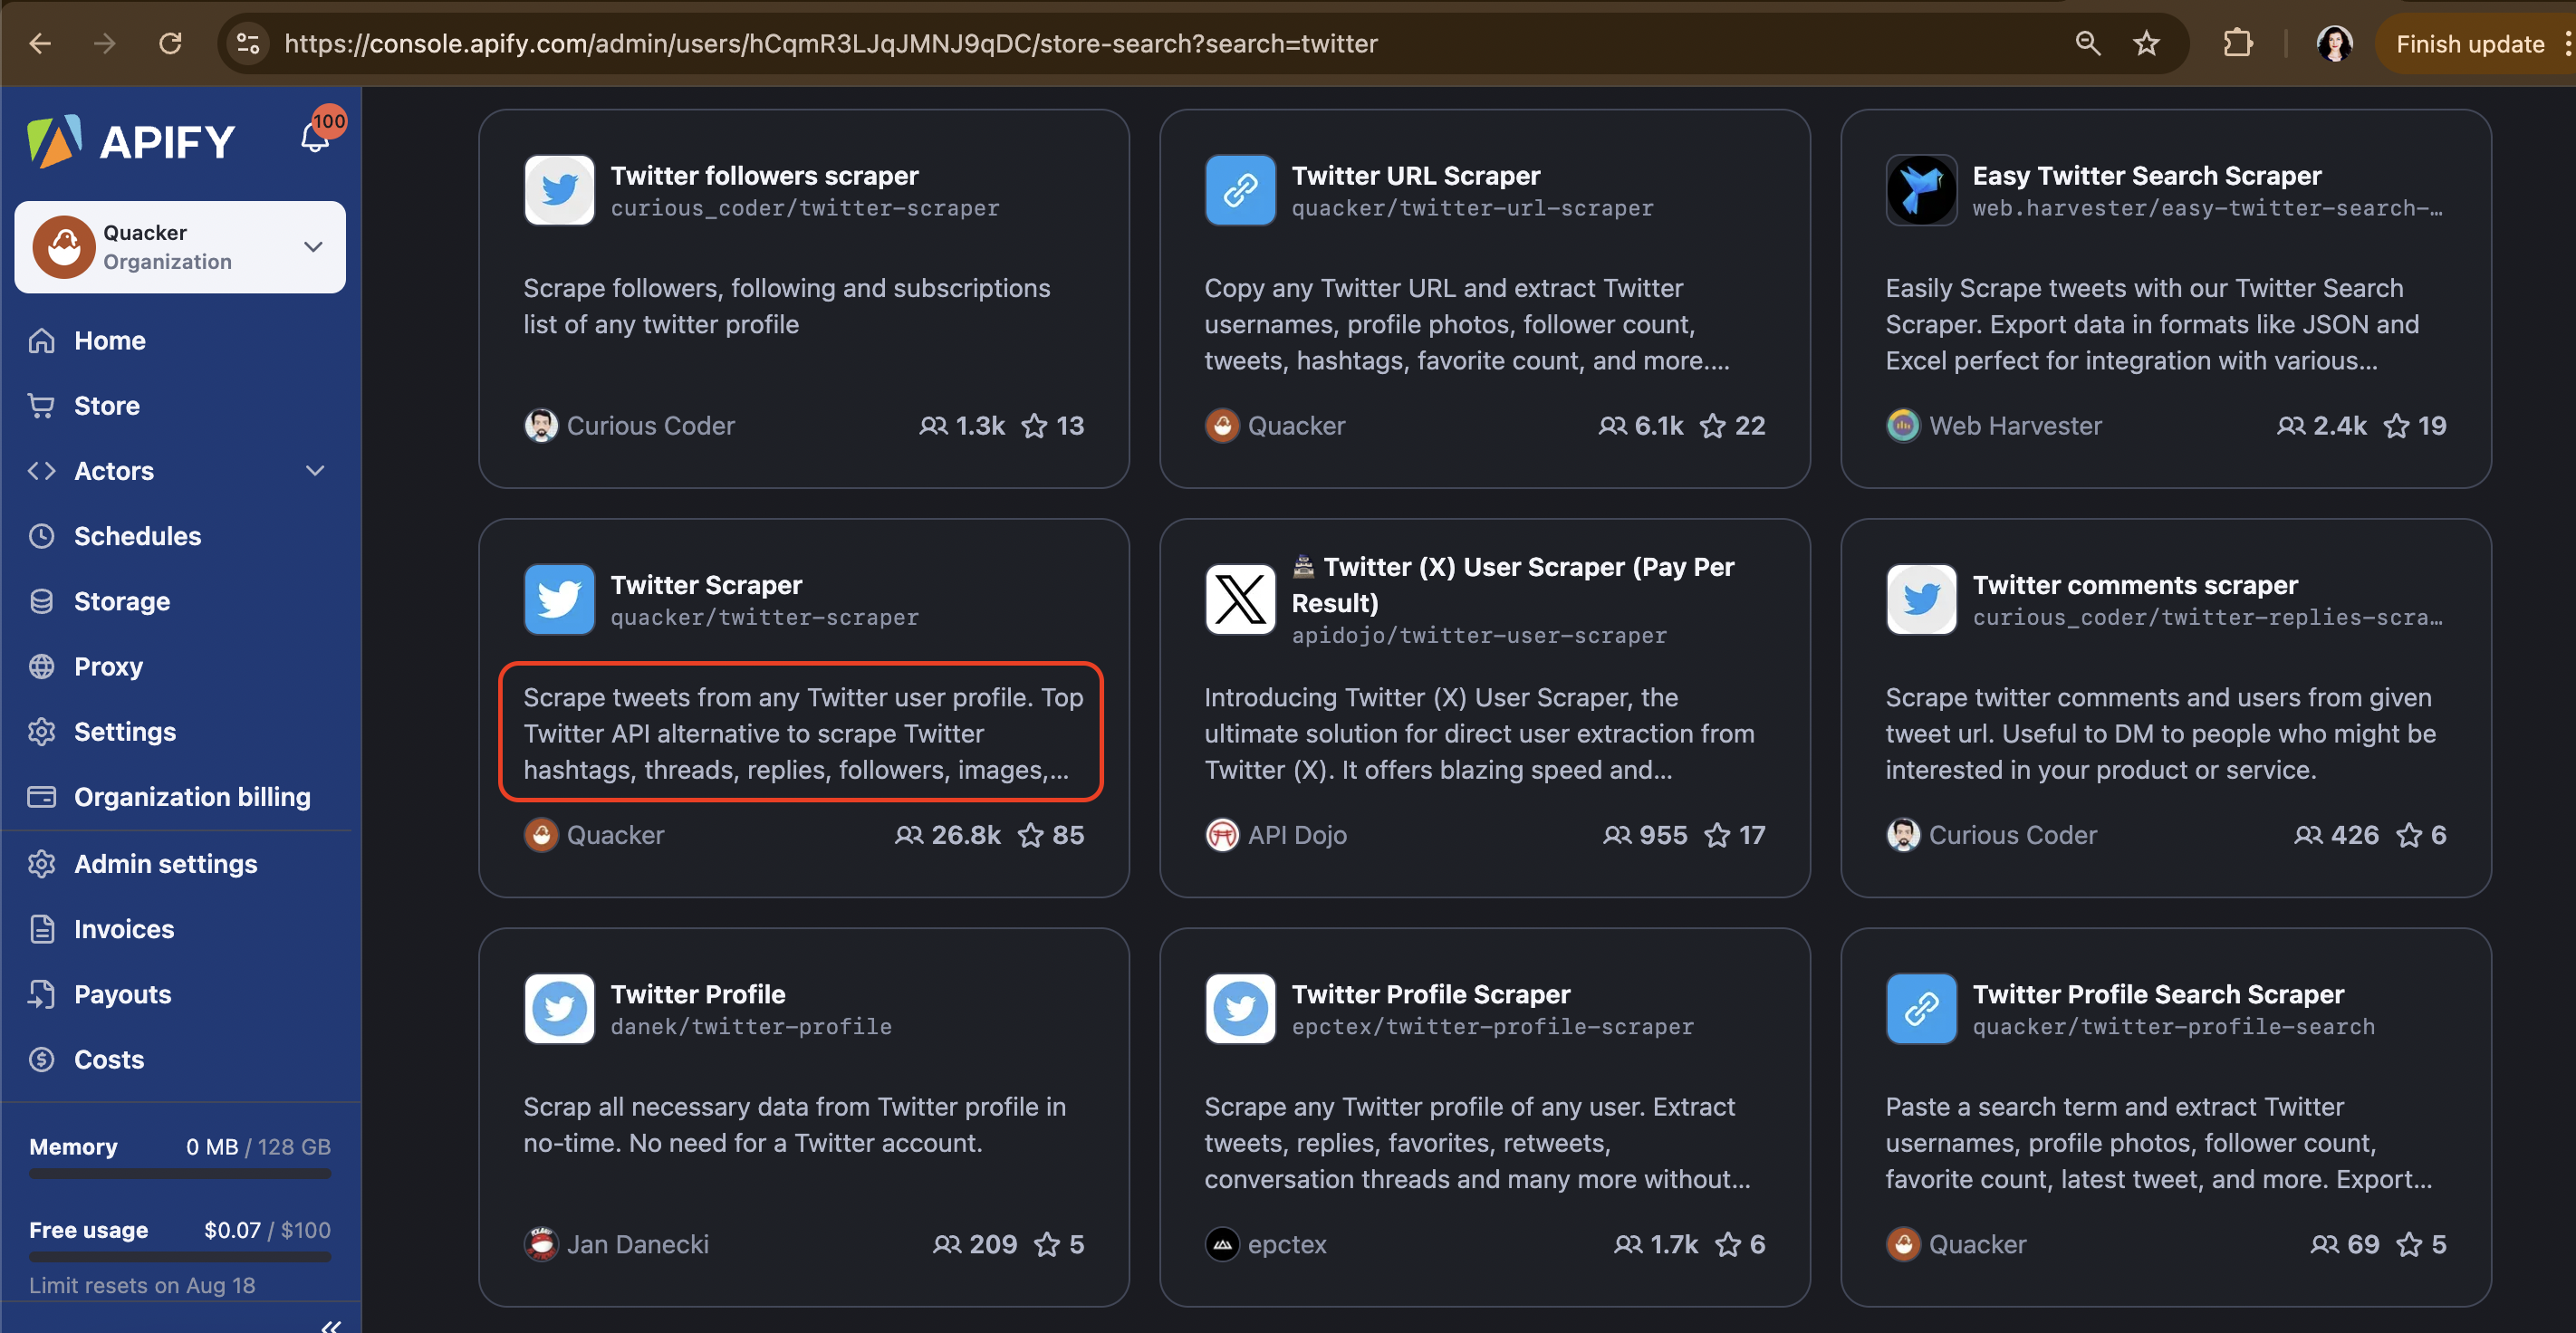 https://console.apify.com/admin/users/hCqmR3LJqJMNJ9qDC/store-search?search=twitter
Finish update
APIFY
100
Quacker
Organization
Home
Store
Actors
Schedules
Storage
Proxy
Settings
Organization billing
Admin settings
Invoices
Payouts
Costs
Memory 0 MB / 128 GB
Free usage $0.07 / $100
Limit resets on Aug 18
Twitter followers scraper
curious_coder/twitter-scraper
Scrape followers, following and subscriptions
list of any twitter profile
Curious Coder 1.3k 13
Twitter URL Scraper
quacker/twitter-url-scraper
Copy any Twitter URL and extract Twitter
usernames, profile photos, follower count,
tweets, hashtags, favorite count, and more....
Quacker 6.1k 22
Easy Twitter Search Scraper
web.harvester/easy-twitter-search-…
Easily Scrape tweets with our Twitter Search
Scraper. Export data in formats like JSON and
Excel perfect for integration with various...
Web Harvester 2.4k 19
Twitter Scraper
quacker/twitter-scraper
Scrape tweets from any Twitter user profile. Top
Twitter API alternative to scrape Twitter
hashtags, threads, replies, followers, images,...
Quacker 26.8k 85
🏯 Twitter (X) User Scraper (Pay Per
Result)
apidojo/twitter-user-scraper
Introducing Twitter (X) User Scraper, the
ultimate solution for direct user extraction from
Twitter (X). It offers blazing speed and...
API Dojo 955 17
Twitter comments scraper
curious_coder/twitter-replies-scra…
Scrape twitter comments and users from given
tweet url. Useful to DM to people who might be
interested in your product or service.
Curious Coder 426 6
Twitter Profile
danek/twitter-profile
Scrap all necessary data from Twitter profile in
no-time. No need for a Twitter account.
Jan Danecki 209 5
Twitter Profile Scraper
epctex/twitter-profile-scraper
Scrape any Twitter profile of any user. Extract
tweets, replies, favorites, retweets,
conversation threads and many more without...
epctex 1.7k 6
Twitter Profile Search Scraper
quacker/twitter-profile-search
Paste a search term and extract Twitter
usernames, profile photos, follower count,
favorite count, latest tweet, and more. Export...
Quacker 69 5